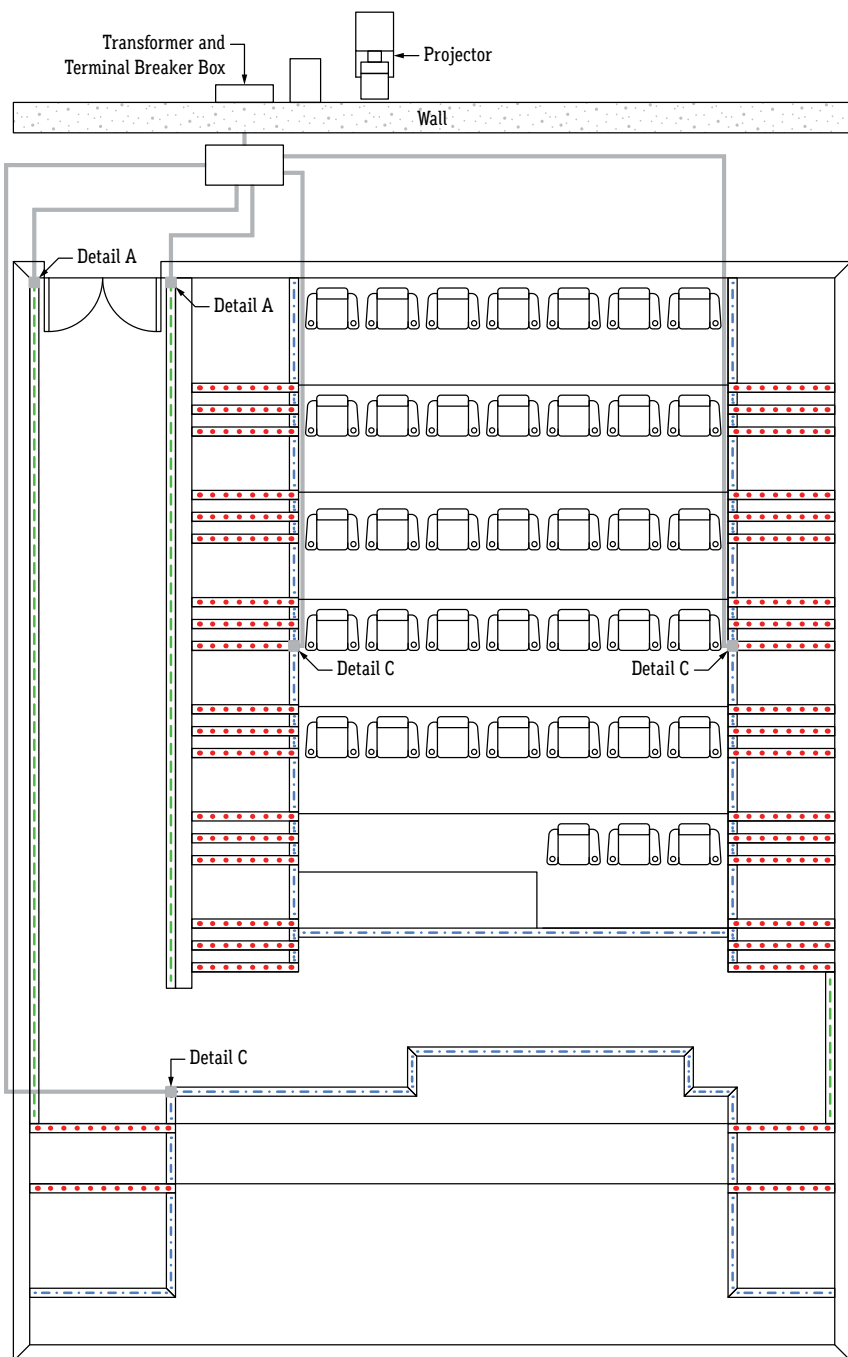 Transformer and
Terminal Breaker Box
Projector
Wall
Detail A
Detail A
Detail C
Detail C
Detail C